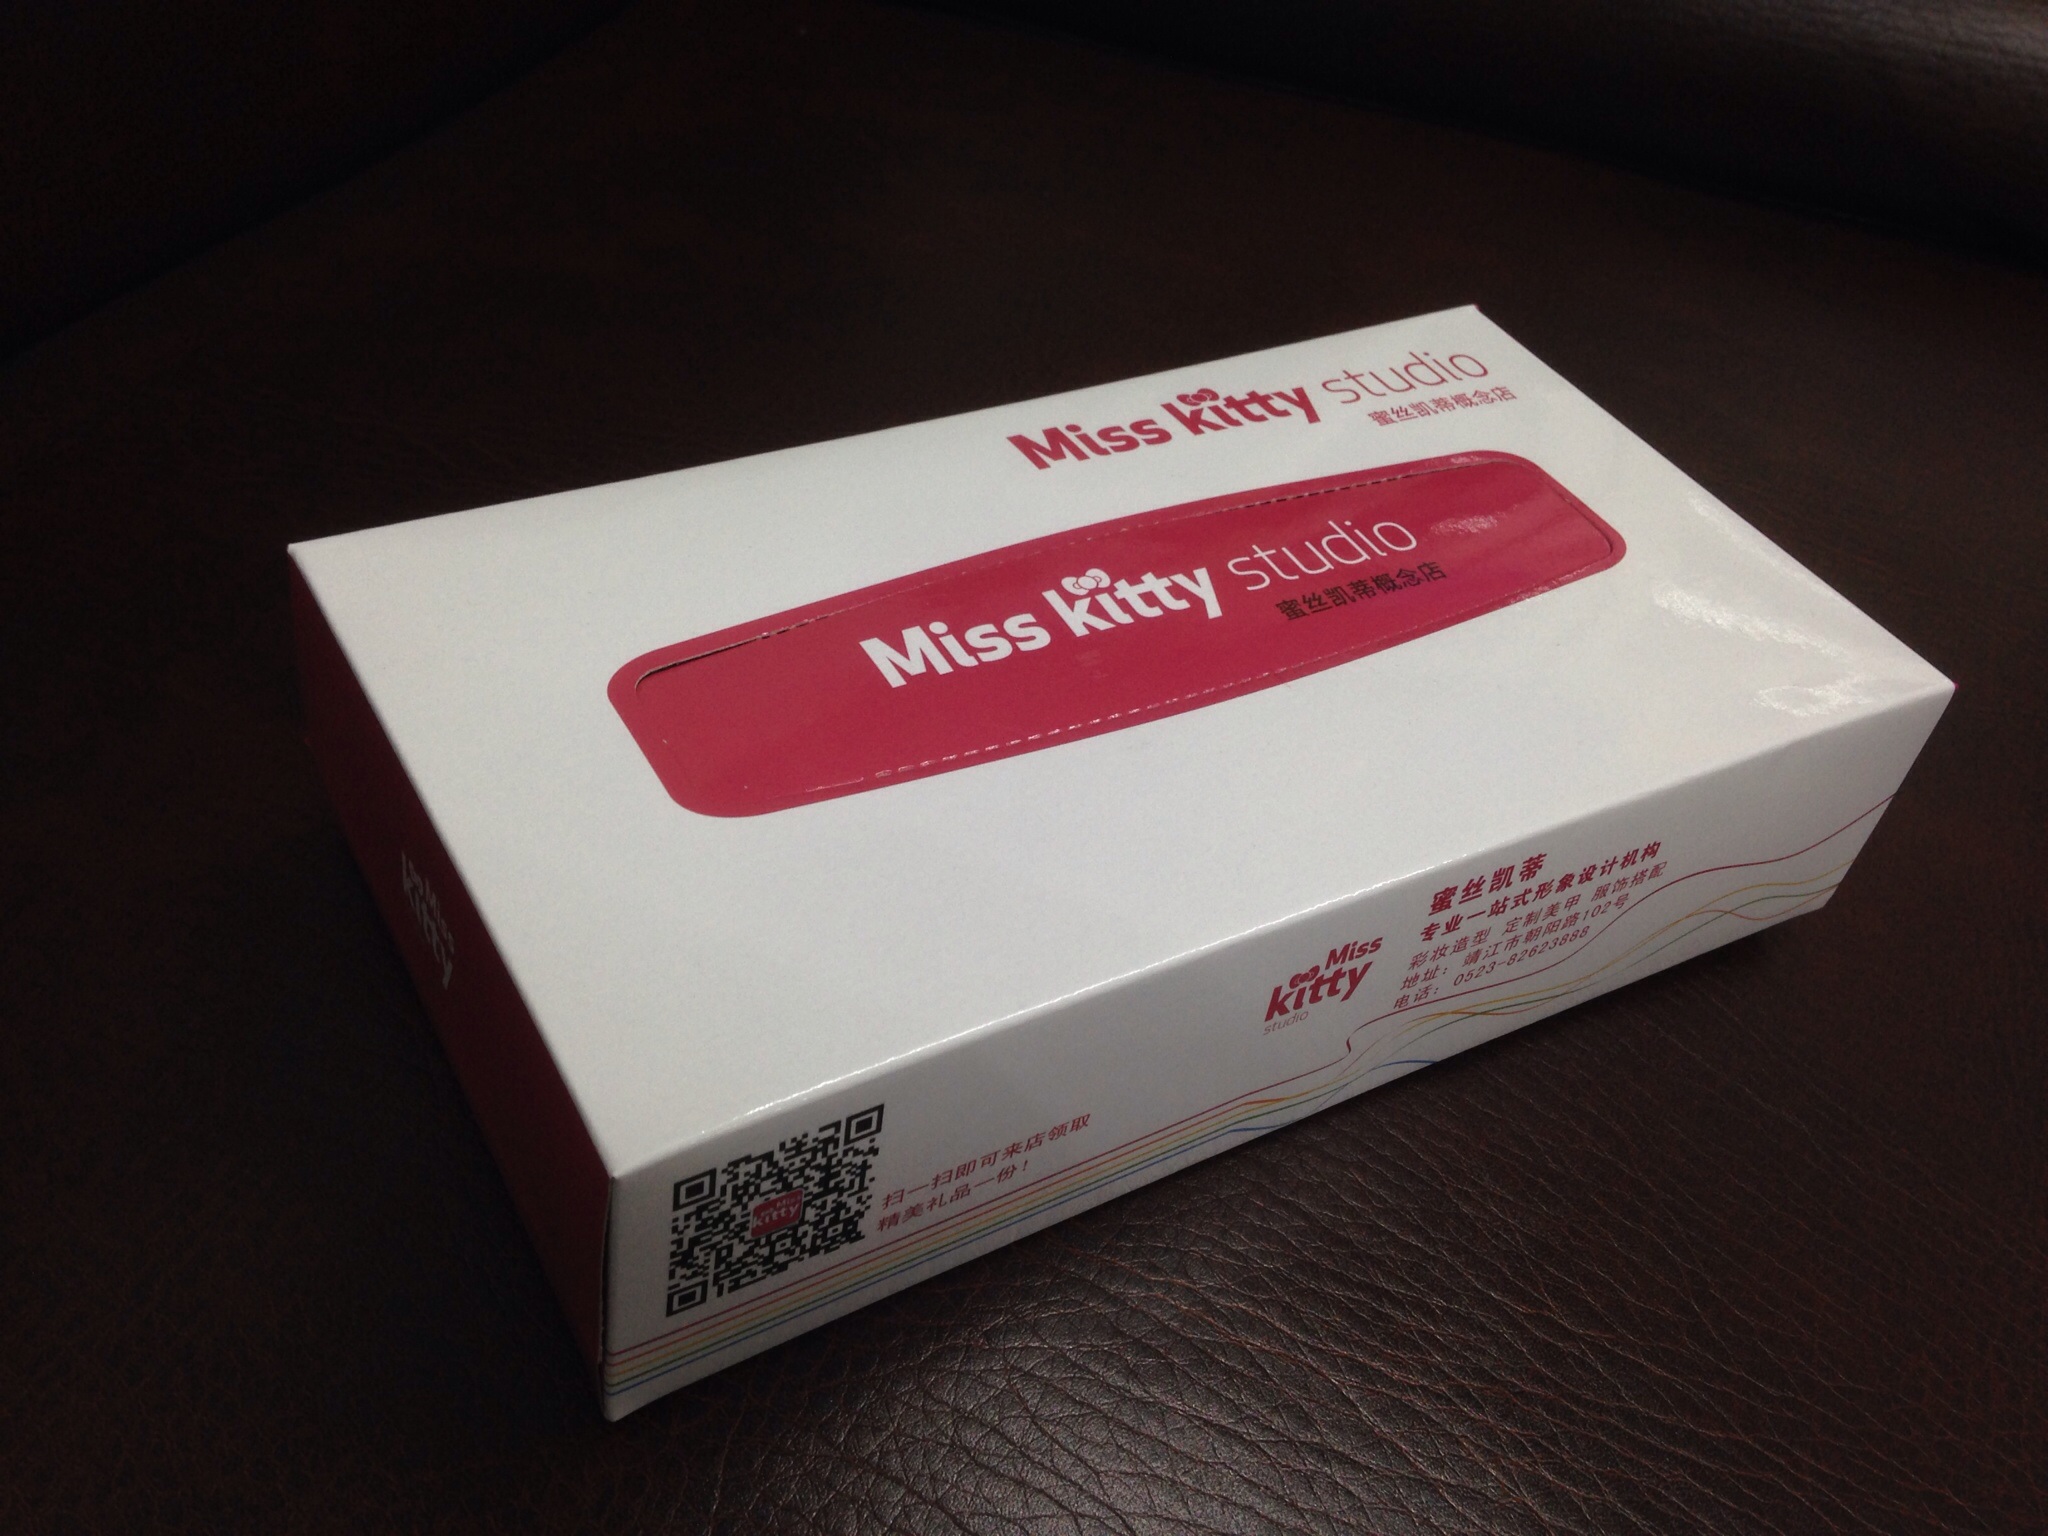 Miss kitty studio
蜜丝凯蒂概念店
Miss kitty studio
蜜丝凯蒂概念店
Miss
kitty
Miss
kitty
studio
蜜丝凯蒂
专业一站式形象设计机构
彩妆造型 定制美甲 服饰搭配
地址：靖江市朝阳路102号
电话：0523-82623888
Miss
kitty
扫一扫即可来店领取
精美礼品一份！